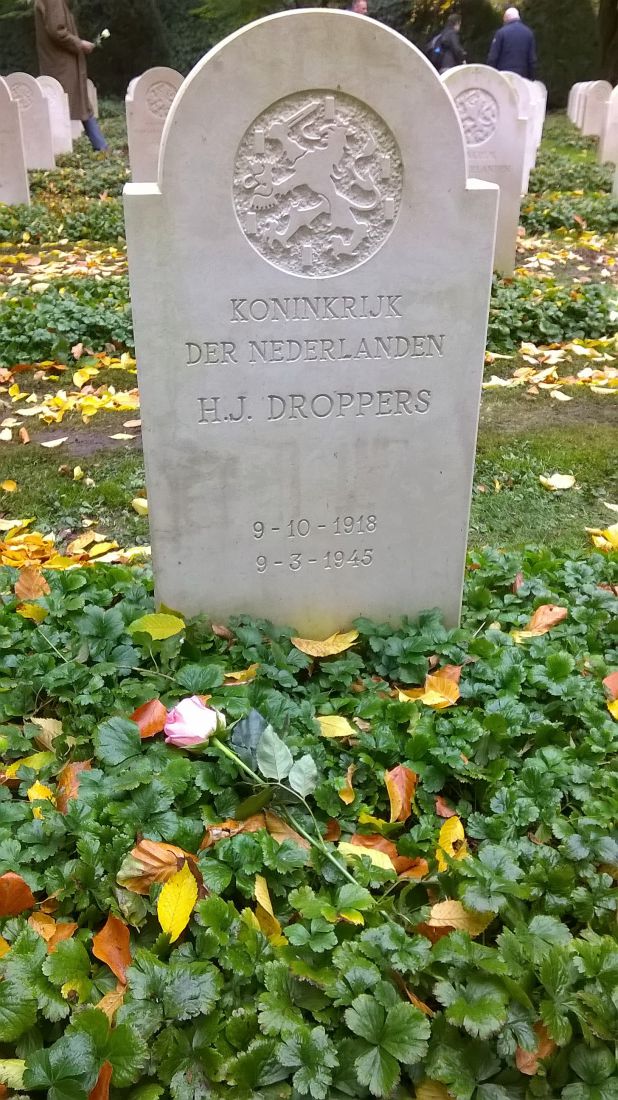 KONINKRIJK
DER NEDERLANDEN
H.J. DROPPERS
9-10-1918
9-3-1945